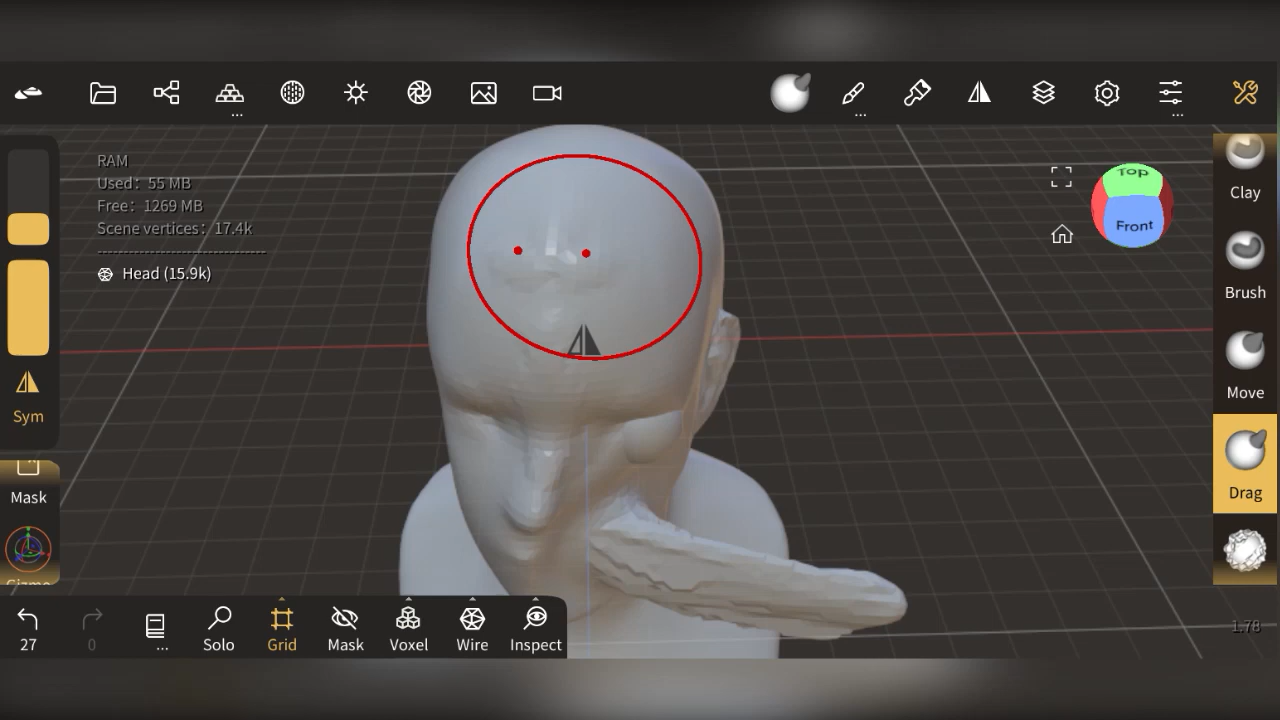 RAM
Used: 55 MB
Free: 1269 MB
Scene vertices: 17.4k
Head (15.9k)
Top
Front
Clay
Brush
Move
Drag
Sym
Mask
Gizmo
27
0
...
Solo
Grid
Mask
Voxel
Wire
Inspect
1.78